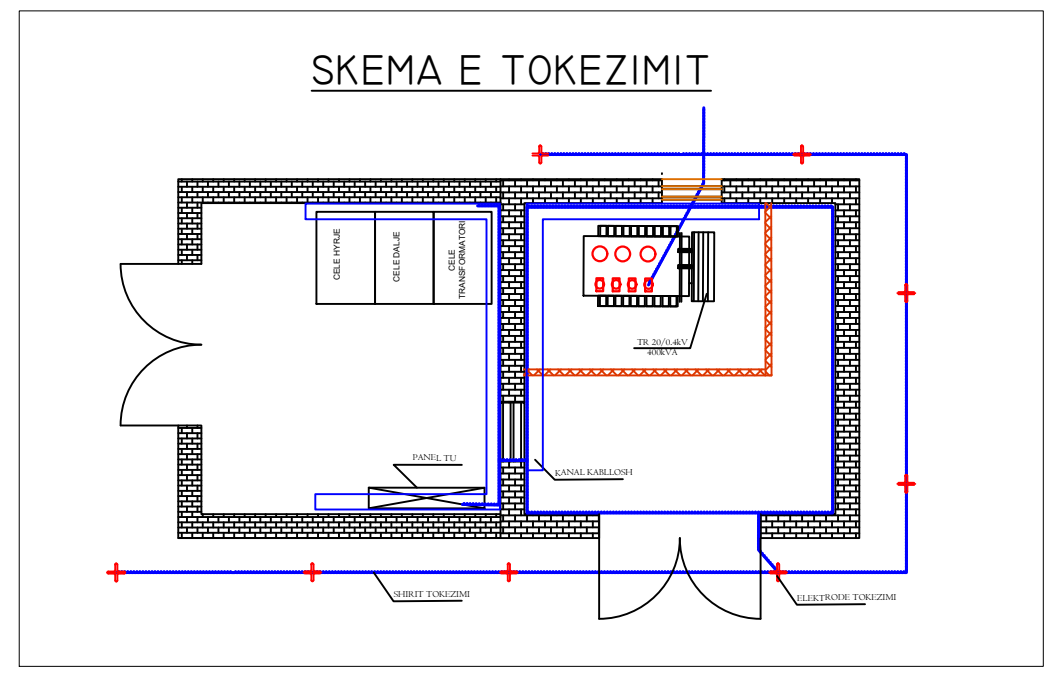 SKEMA E TOKEZIMIT
CELE HYRJE
CELE DALJE
CELE
TRANSFORMATORI
TR 20/0.4kV
400kVA
PANEL TU
KANAL KABLLOSH
SHIRIT TOKEZIMI
ELEKTRODE TOKEZIMI